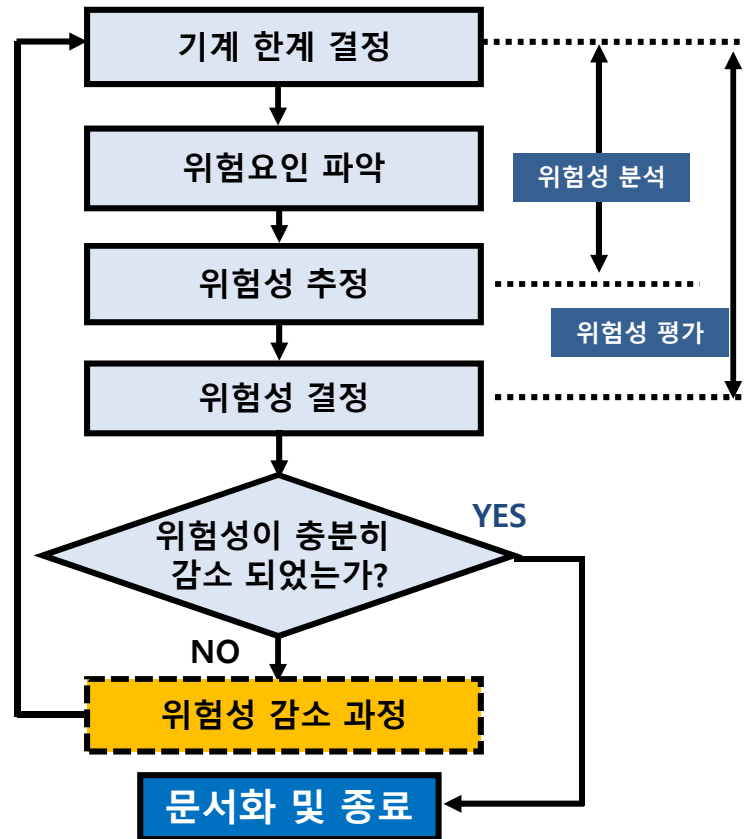 기계 한계 결정
위험요인 파악
위험성 분석
위험성 추정
위험성 평가
위험성 결정
위험성이 충분히
감소 되었는가?
YES
NO
위험성 감소 과정
문서화 및 종료